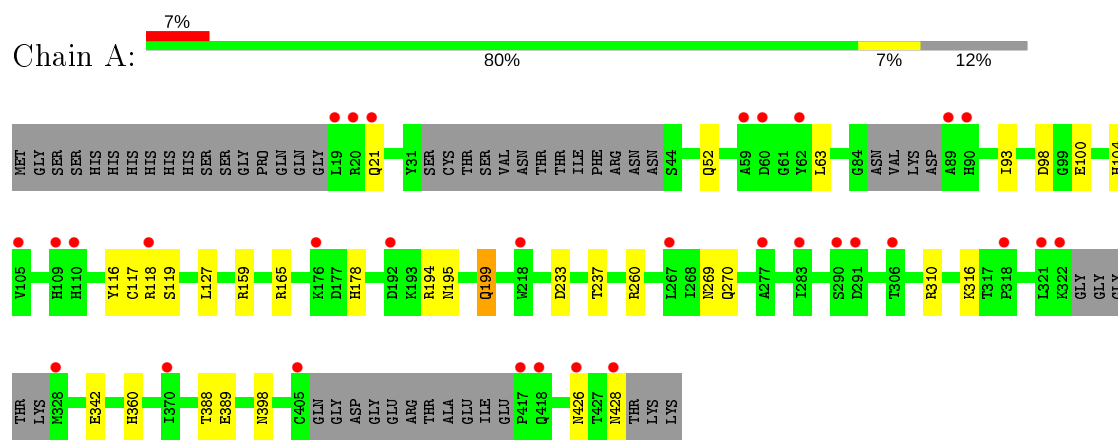 7%
Chain A:
80% 7% 12%
MET GLY SER SER HIS HIS HIS HIS HIS HIS SER SER GLY PRO GLN GLN GLY L19 R20 Q21 Y31 SER CYS THR SER VAL ASN THR THR ILE PHE ARG ASN ASN S44 Q52 A59 D60 G61 Y62 L63 G84 ASN VAL LYS ASP A89 H90 I93 D98 G99 E100 H104
V105 H109 H110 Y116 C117 R118 S119 L127 R159 R165 K176 D177 H178 D192 K193 R194 N195 Q199 W218 D233 T237 R260 L267 I268 N269 Q270 A277 I283 S290 D291 T306 R310 K316 T317 P318 L321 K322 GLY GLY GLY
THR LYS M328 E342 H360 I370 T388 E389 N398 C405 GLN GLY ASP GLY GLU ARG THR ALA GLU ILE GLU P417 Q418 N426 T427 N428 THR LYS LYS